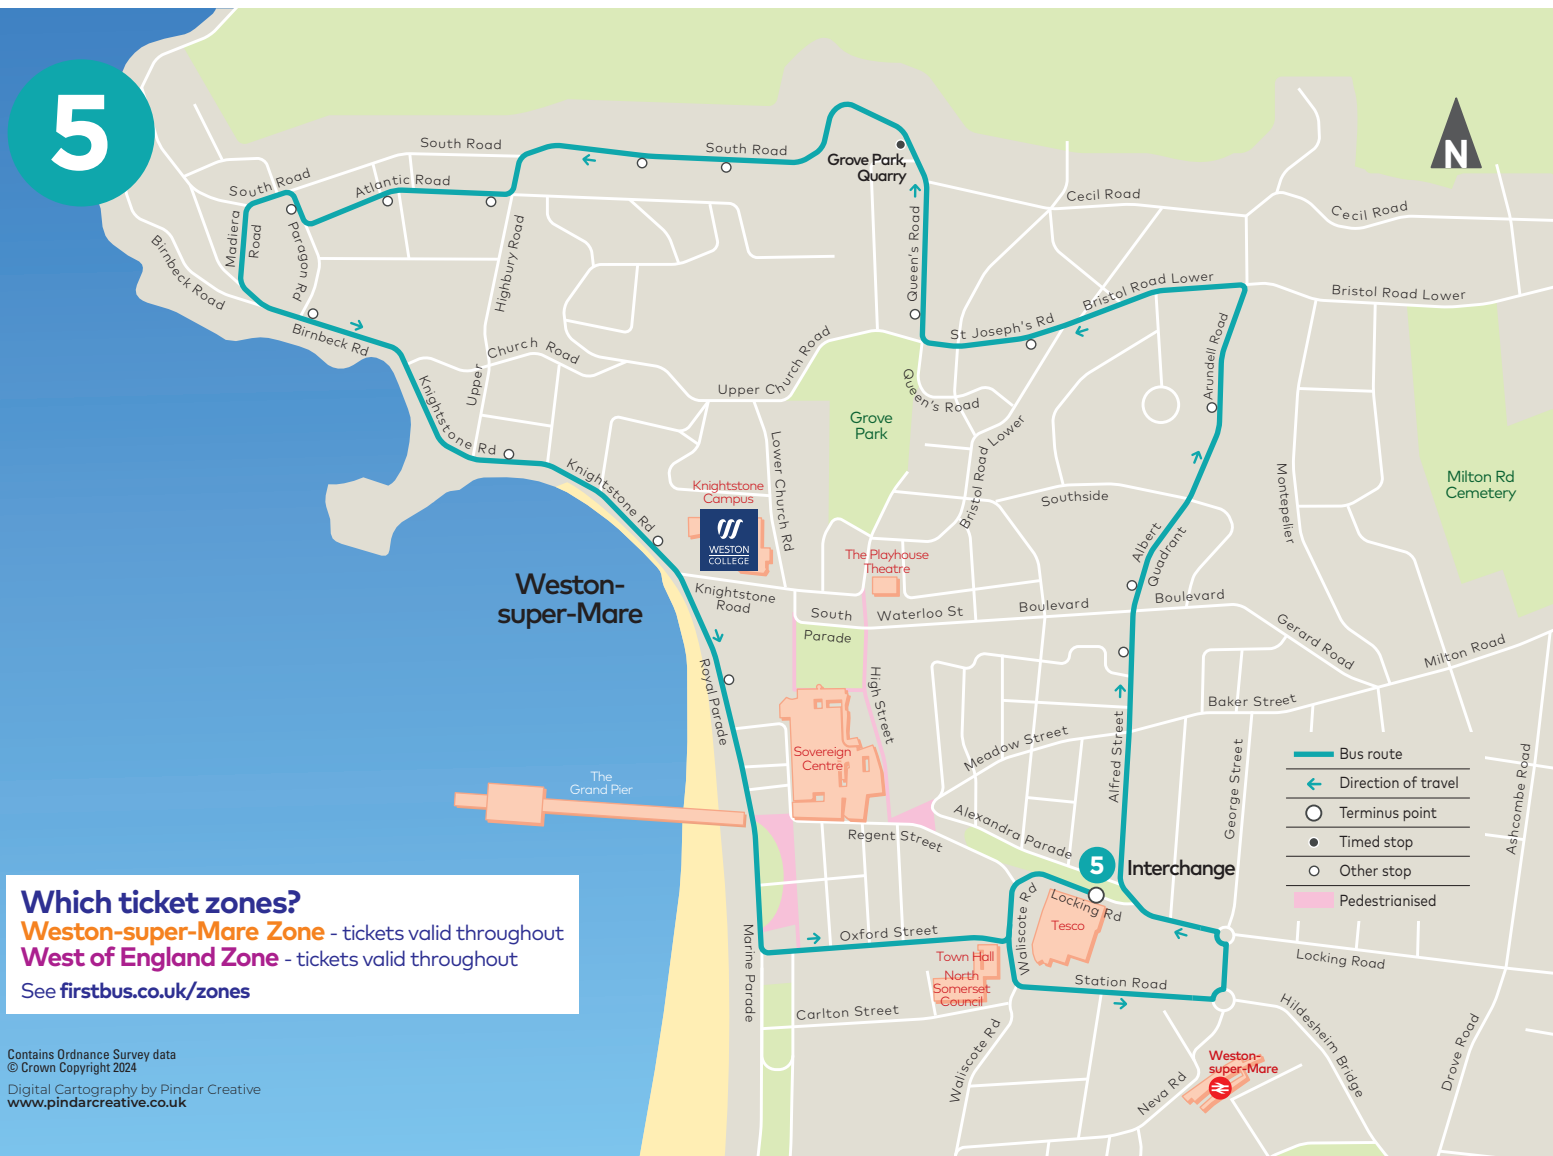 5
N
South Road
South Road
Grove Park,
Quarry
South Road
Atlantic Road
Madiera
Road
Paragon Rd
Birnbeck Road
Birnbeck Rd
Highbury Road
Queen's Road
Cecil Road
Cecil Road
Bristol Road Lower
Bristol Road Lower
St Joseph's Rd
Arundell Road
Upper
Church Road
Upper Church Road
Queen's Road
Grove
Park
Knightstone Rd
Knightstone Rd
Lower Church Rd
Bristol Road Lower
Southside
Montepelier
Milton Rd
Cemetery
Knightstone
Campus
WESTON
COLLEGE
Albert
Quadrant
The Playhouse
Theatre
Weston-
super-Mare
Knightstone
Road
South
Parade
Waterloo St
Boulevard
Boulevard
Gerard Road
Milton Road
Royal Parade
High Street
Baker Street
Meadow Street
Alfred Street
George Street
Sovereign
Centre
The
Grand Pier
Regent Street
Alexandra Parade
5
Interchange
Locking Rd
Waliscote Rd
Tesco
Ashcombe Road
Bus route
Direction of travel
Terminus point
Timed stop
Other stop
Pedestrianised
Which ticket zones?
Weston-super-Mare Zone - tickets valid throughout
West of England Zone - tickets valid throughout
See firstbus.co.uk/zones
Marine Parade
Oxford Street
Town Hall
North
Somerset
Council
Station Road
Locking Road
Carlton Street
Waliscote Rd
Hildesheim Bridge
Drove Road
Neva Rd
Weston-
super-Mare
Contains Ordnance Survey data
© Crown Copyright 2024
Digital Cartography by Pindar Creative
www.pindarcreative.co.uk